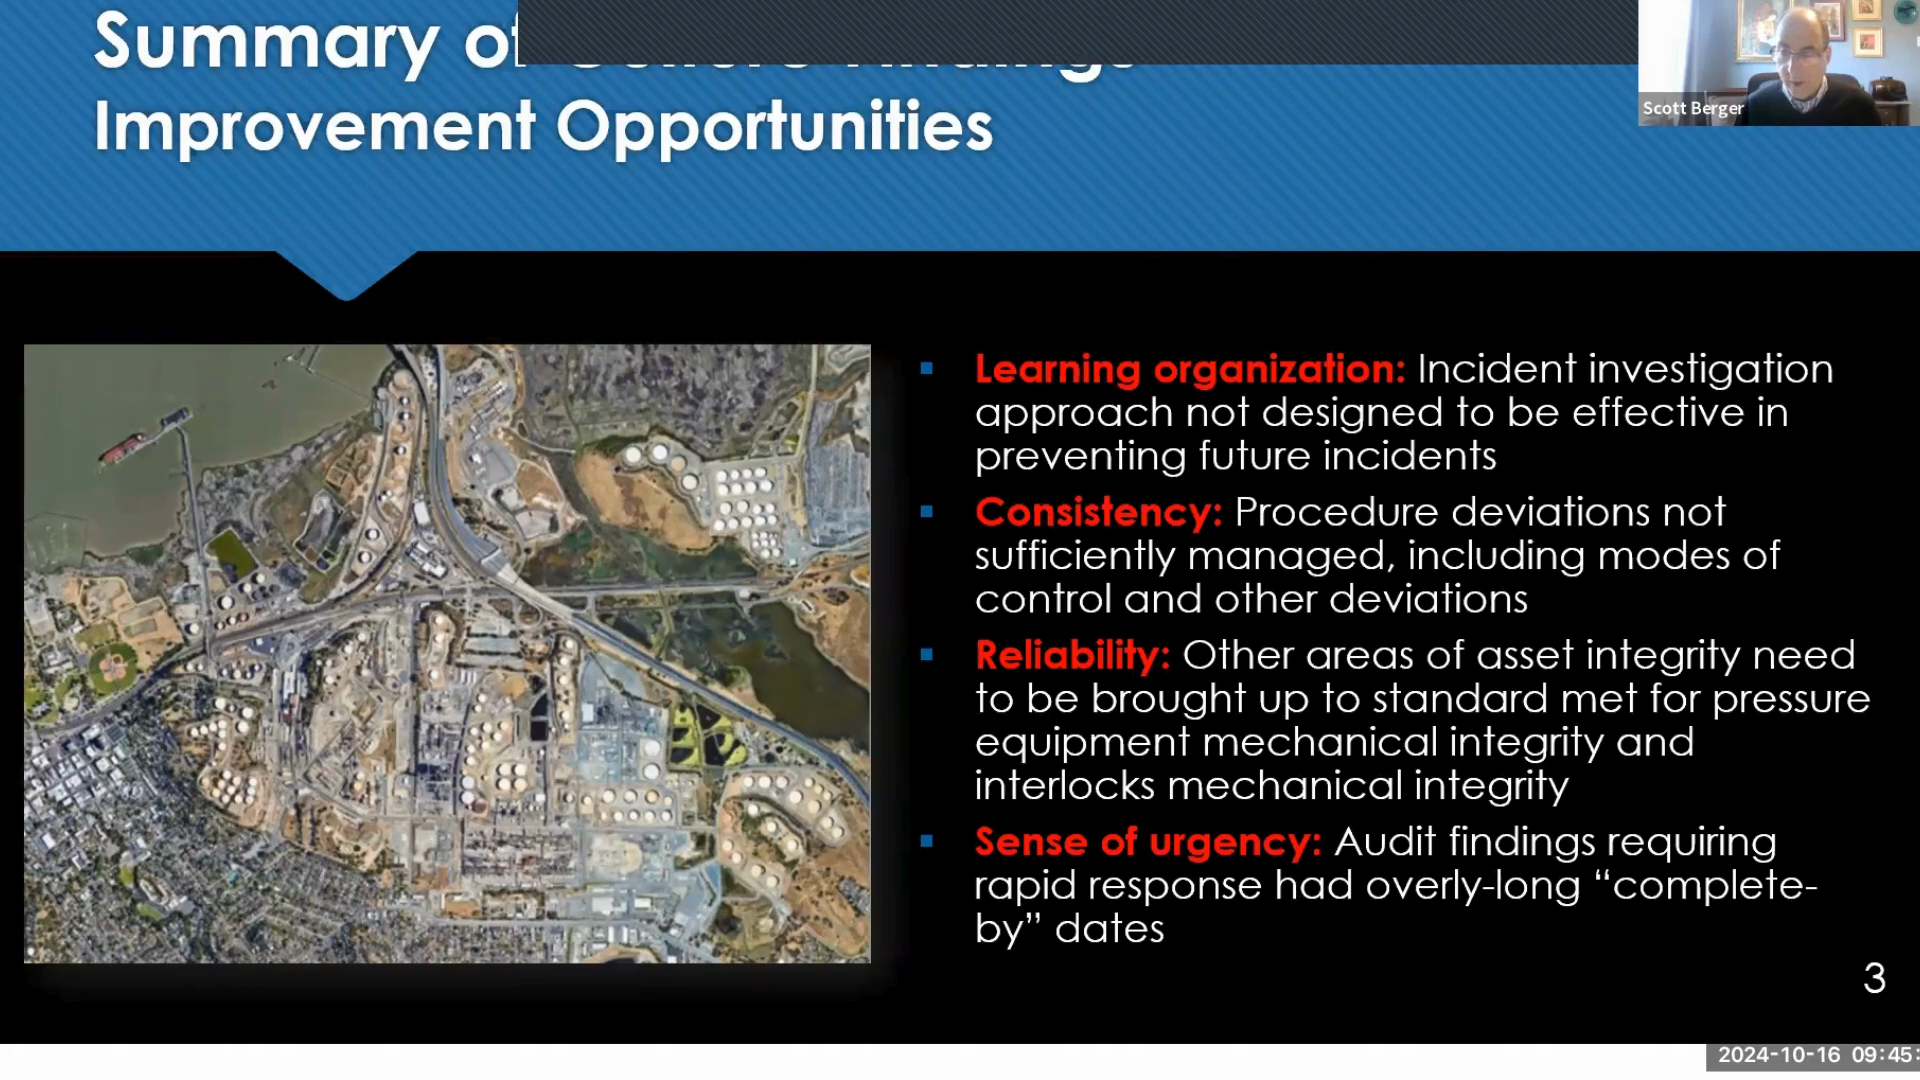 Summary of Culture Findings
Improvement Opportunities
Scott Berger
Learning organization: Incident investigation
approach not designed to be effective in
preventing future incidents
Consistency: Procedure deviations not
sufficiently managed, including modes of
control and other deviations
Reliability: Other areas of asset integrity need
to be brought up to standard met for pressure
equipment mechanical integrity and
interlocks mechanical integrity
Sense of urgency: Audit findings requiring
rapid response had overly-long “complete-
by” dates
3
2024-10-16 09:45: